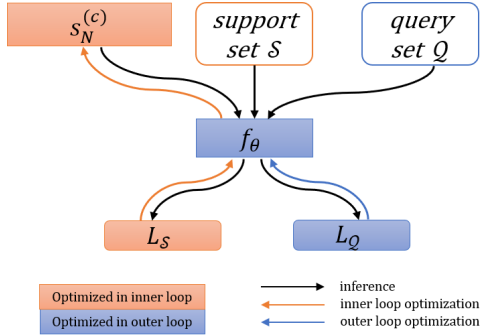 s_N^(c)
support
set 𝒮
query
set 𝒬
f_θ
L_𝒮
L_𝒬
Optimized in inner loop
Optimized in outer loop
inference
inner loop optimization
outer loop optimization